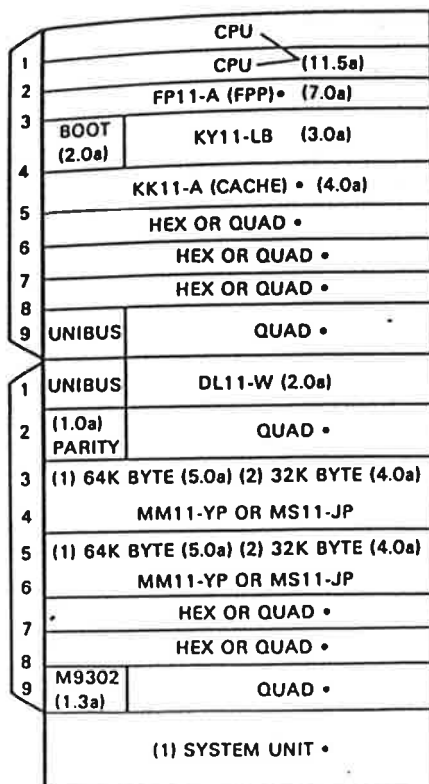 CPU
1 CPU (11.5a)
2 FP11-A (FPP)• (7.0a)
3 BOOT (2.0a) KY11-LB (3.0a)
4 KK11-A (CACHE) • (4.0a)
5 HEX OR QUAD •
6 HEX OR QUAD •
7 HEX OR QUAD •
8
9 UNIBUS QUAD •
1 UNIBUS DL11-W (2.0a)
2 (1.0a) PARITY QUAD •
3 (1) 64K BYTE (5.0a) (2) 32K BYTE (4.0a)
4 MM11-YP OR MS11-JP
5 (1) 64K BYTE (5.0a) (2) 32K BYTE (4.0a)
6 MM11-YP OR MS11-JP
HEX OR QUAD •
7
HEX OR QUAD •
8
9 M9302 (1.3a) QUAD •
(1) SYSTEM UNIT •